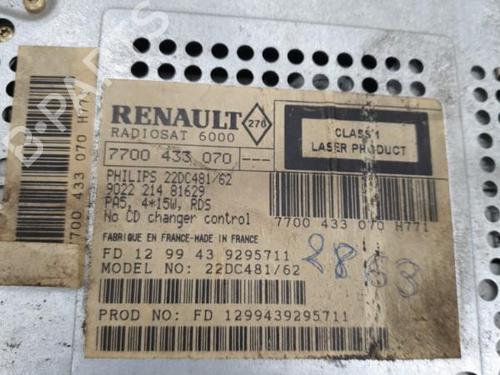 7700 433 070 H771
RENAULT 276
RADIOSAT 6000
7700 433 070 ---
CLASS 1
LASER PRODUCT
PHILIPS 22DC481/62
9022 214 81629
PA5, 4*15W, RDS
No CD changer control
7700 433 070 H771
FABRIQUE EN FRANCE-MADE IN FRANCE
FD 12 99 43 9295711
MODEL NO: 22DC481/62
PROD NO: FD 1299439295711